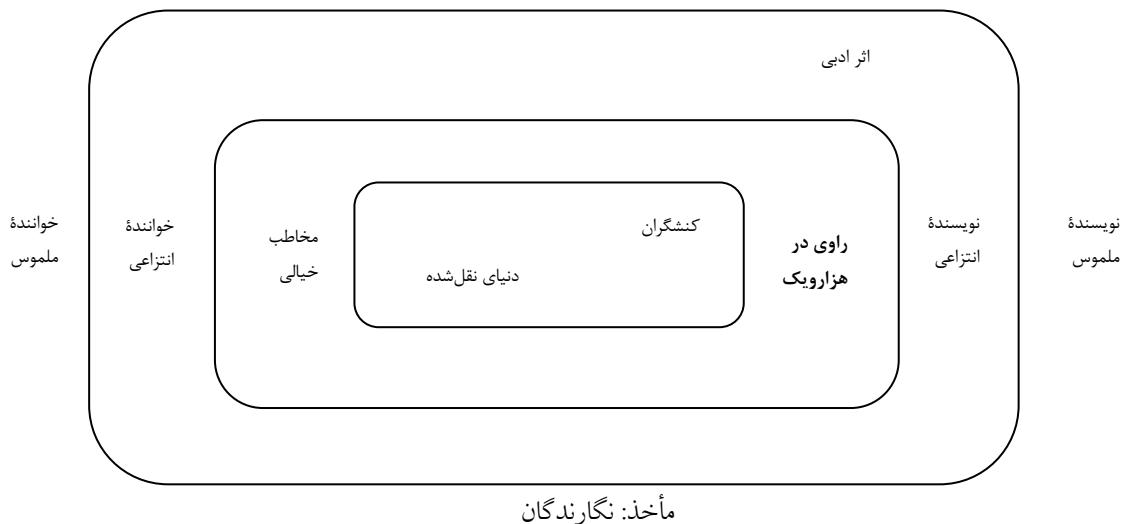 اثر ادبی
نویسندهٔ
ملموس
نویسندهٔ
انتزاعی
راوی در
هزارویک
کنشگران
دنیای نقل‌شده
مخاطب
خیالی
خوانندهٔ
انتزاعی
خوانندهٔ
ملموس
مأخذ: نگارندگان